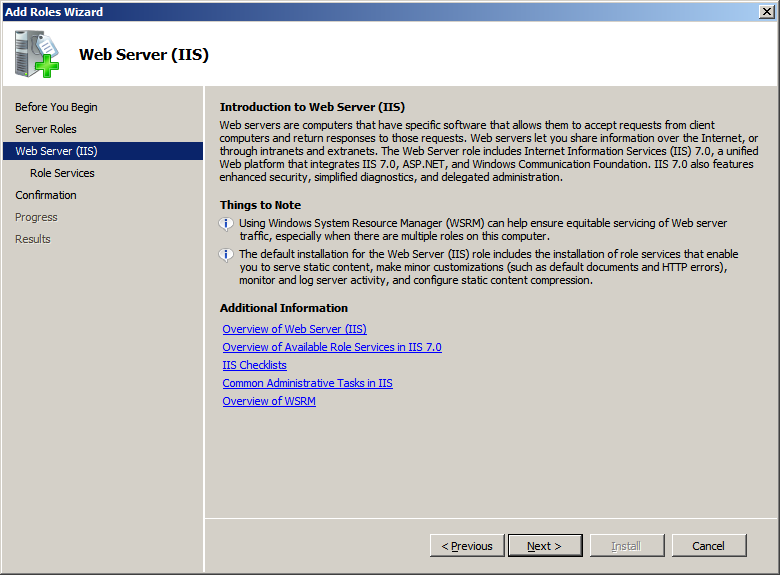 Add Roles Wizard
Web Server (IIS)
Before You Begin
Server Roles
Web Server (IIS)
Role Services
Confirmation
Progress
Results
Introduction to Web Server (IIS)
Web servers are computers that have specific software that allows them to accept requests from client
computers and return responses to those requests. Web servers let you share information over the Internet, or
through intranets and extranets. The Web Server role includes Internet Information Services (IIS) 7.0, a unified
Web platform that integrates IIS 7.0, ASP.NET, and Windows Communication Foundation. IIS 7.0 also features
enhanced security, simplified diagnostics, and delegated administration.
Things to Note
Using Windows System Resource Manager (WSRM) can help ensure equitable servicing of Web server
traffic, especially when there are multiple roles on this computer.
The default installation for the Web Server (IIS) role includes the installation of role services that enable
you to serve static content, make minor customizations (such as default documents and HTTP errors),
monitor and log server activity, and configure static content compression.
Additional Information
Overview of Web Server (IIS)
Overview of Available Role Services in IIS 7.0
IIS Checklists
Common Administrative Tasks in IIS
Overview of WSRM
< Previous
Next >
Install
Cancel